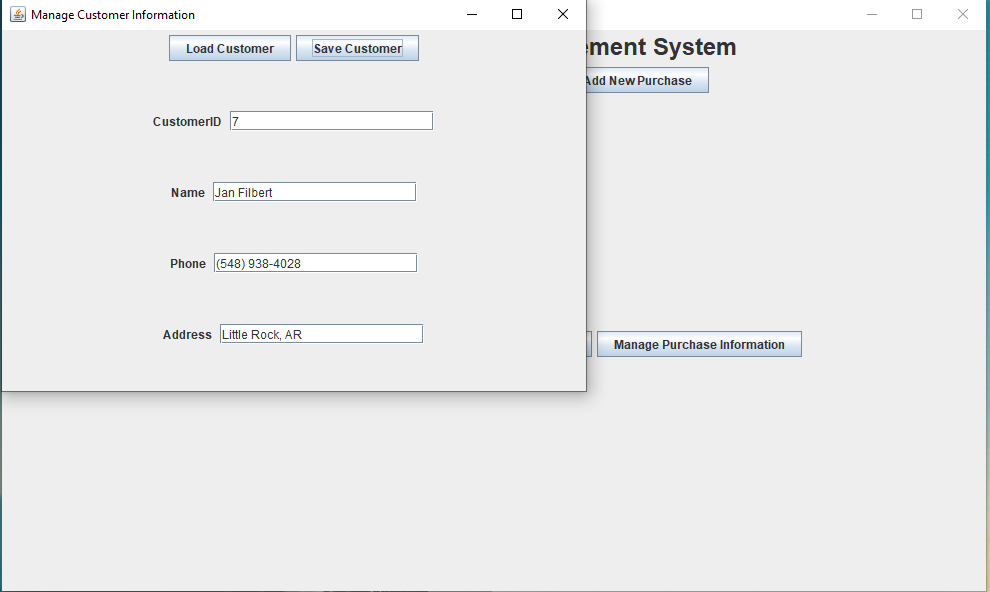 Manage Customer Information
Load Customer Save Customer
CustomerID 7
Name Jan Filbert
Phone (548) 938-4028
Address Little Rock, AR
System
Add New Purchase
Manage Purchase Information